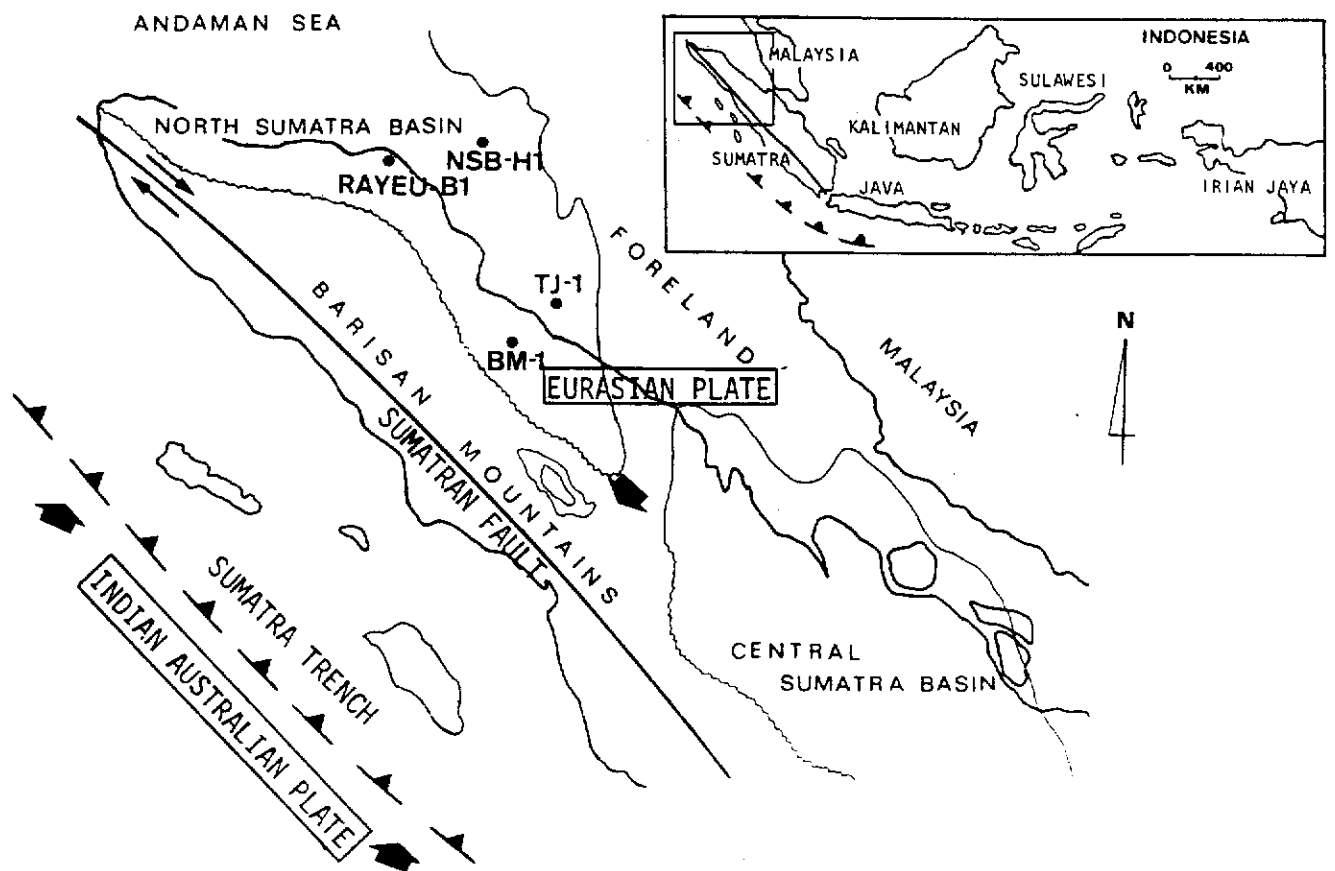 ANDAMAN SEA
INDONESIA
0 400
KM
MALAYSIA
SULAWESI
KALIMANTAN
SUMATRA
JAVA
IRIAN JAYA
NORTH SUMATRA BASIN
NSB-H1
RAYEU-B1
FORELAND
TJ-1
BM-1
EURASIAN PLATE
MALAYSIA
N
BARISAN MOUNTAINS
SUMATRAN FAULT
SUMATRA TRENCH
INDIAN AUSTRALIAN PLATE
CENTRAL
SUMATRA BASIN